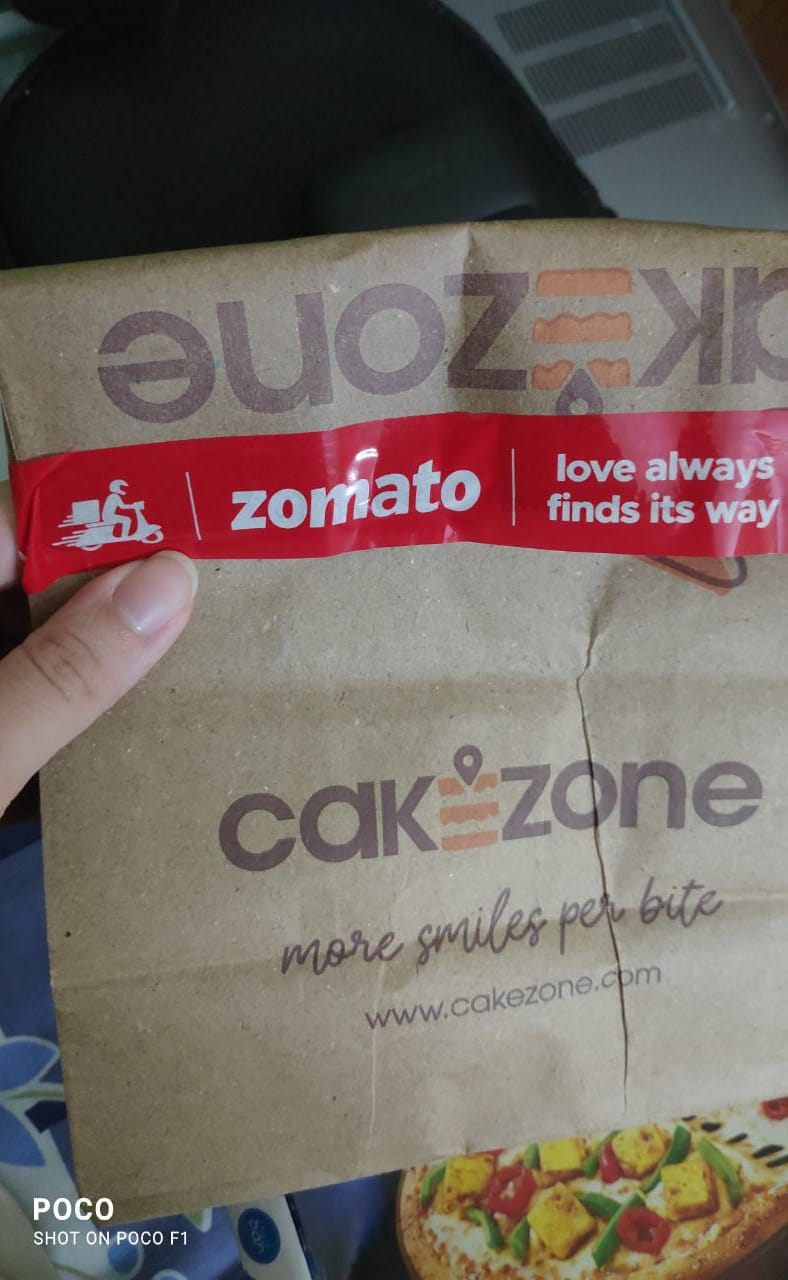 cakezone
zomato
love always
finds its way
cakezone
more smiles per bite
www.cakezone.com
POCO
SHOT ON POCO F1